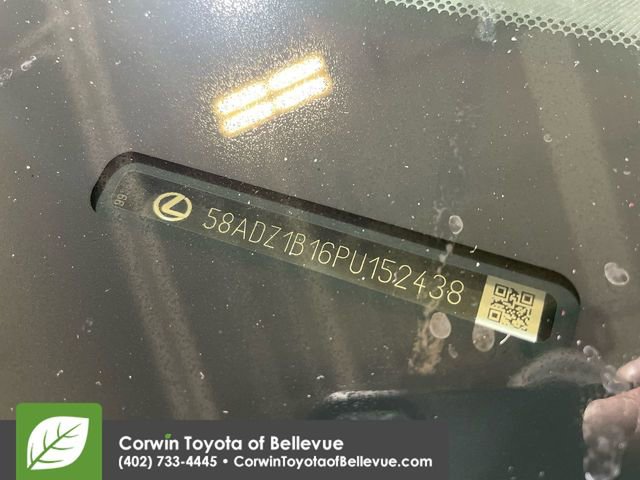 58ADZ1B16PU152438
Corwin Toyota of Bellevue
(402) 733-4445 • CorwinToyotaofBellevue.com